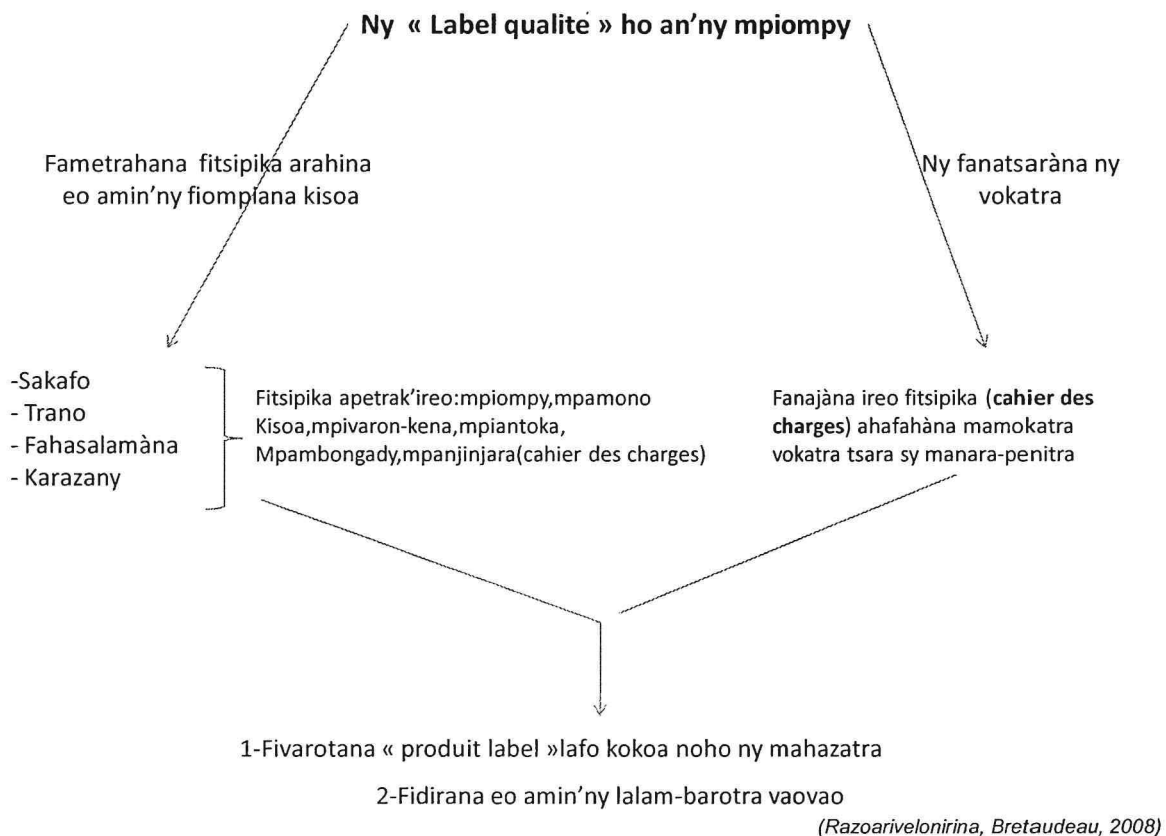 Ny « Label qualité » ho an'ny mpiompy
Fametrahana fitsipika arahina
eo amin'ny fiompiana kisoa
Ny fanatsaràna ny
vokatra
-Sakafo
- Trano
- Fahasalamàna
- Karazany
Fitsipika apetrak'ireo:mpiompy,mpamono
Kisoa,mpivaron-kena,mpiantoka,
Mpambongady,mpanjinjara(cahier des charges)
Fanajàna ireo fitsipika (cahier des
charges) ahafahàna mamokatra
vokatra tsara sy manara-penitra
1-Fivarotana « produit label »lafo kokoa noho ny mahazatra
2-Fidirana eo amin'ny lalam-barotra vaovao
(Razoarivelonirina, Bretaudeau, 2008)